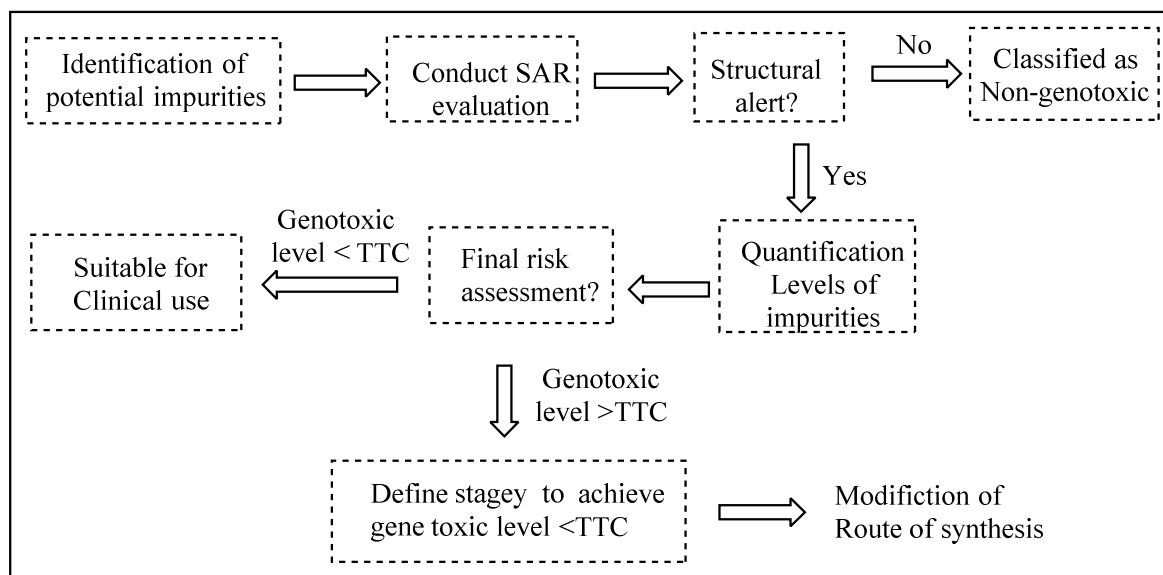 Identification of
potential impurities
Conduct SAR
evaluation
Structural
alert?
No
Classified as
Non-genotoxic
Yes
Quantification
Levels of
impurities
Final risk
assessment?
Genotoxic
level < TTC
Suitable for
Clinical use
Genotoxic
level >TTC
Define stagey to achieve
gene toxic level <TTC
Modifiction of
Route of synthesis